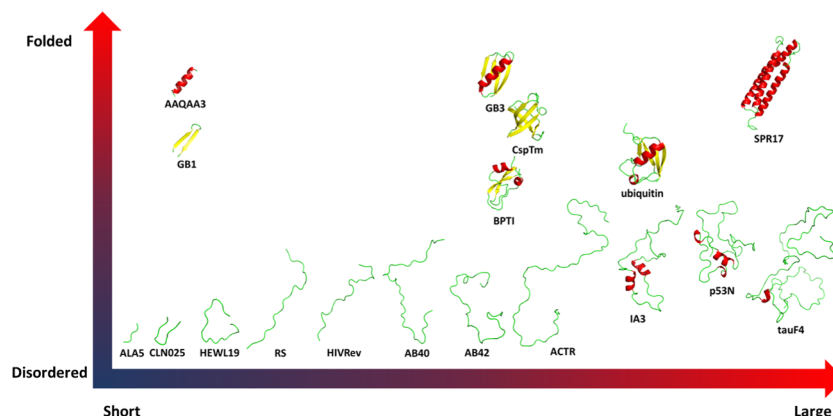 Folded
AAQAA3
GB3
SPR17
GB1
CspTm
ubiquitin
BPTI
p53N
IA3
tauF4
ALA5 CLN025 HEWL19 RS HIVRev AB40 AB42 ACTR
Disordered
Short Large